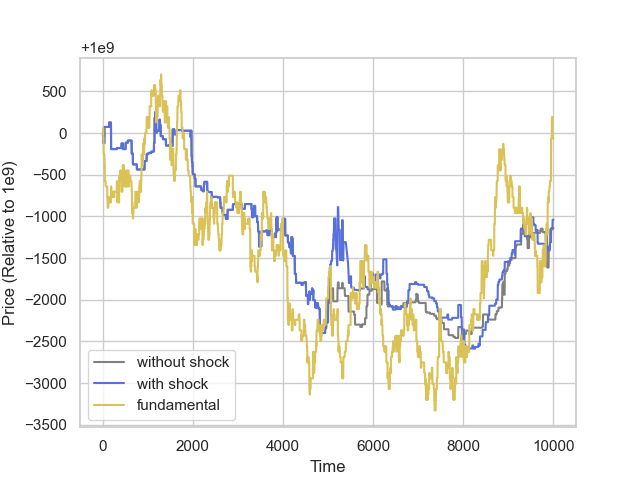 +1e9
500
0
−500
−1000
−1500
−2000
−2500
−3000
−3500
Price (Relative to 1e9)
without shock
with shock
fundamental
0 2000 4000 6000 8000 10000
Time